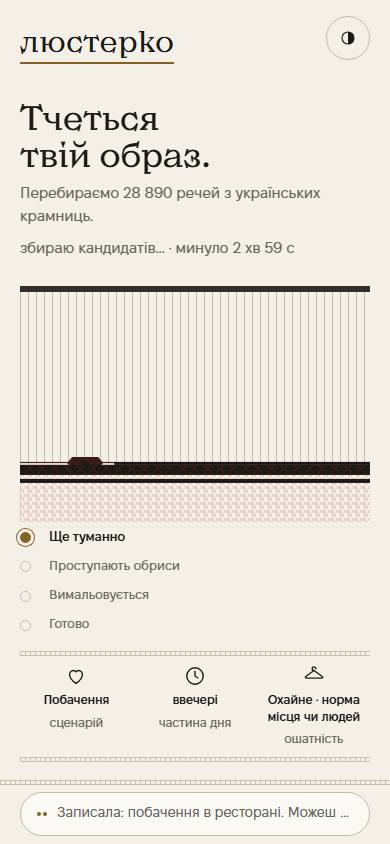 люстерко
Тчеться
твій образ.
Перебираємо 28 890 речей з українських
крамниць.
збираю кандидатів… · минуло 2 хв 59 с
Ще туманно
Проступають обриси
Вимальовується
Готово
Побачення
сценарій
ввечері
частина дня
Охайне · норма
місця чи людей
ошатність
Записала: побачення в ресторані. Можеш ...